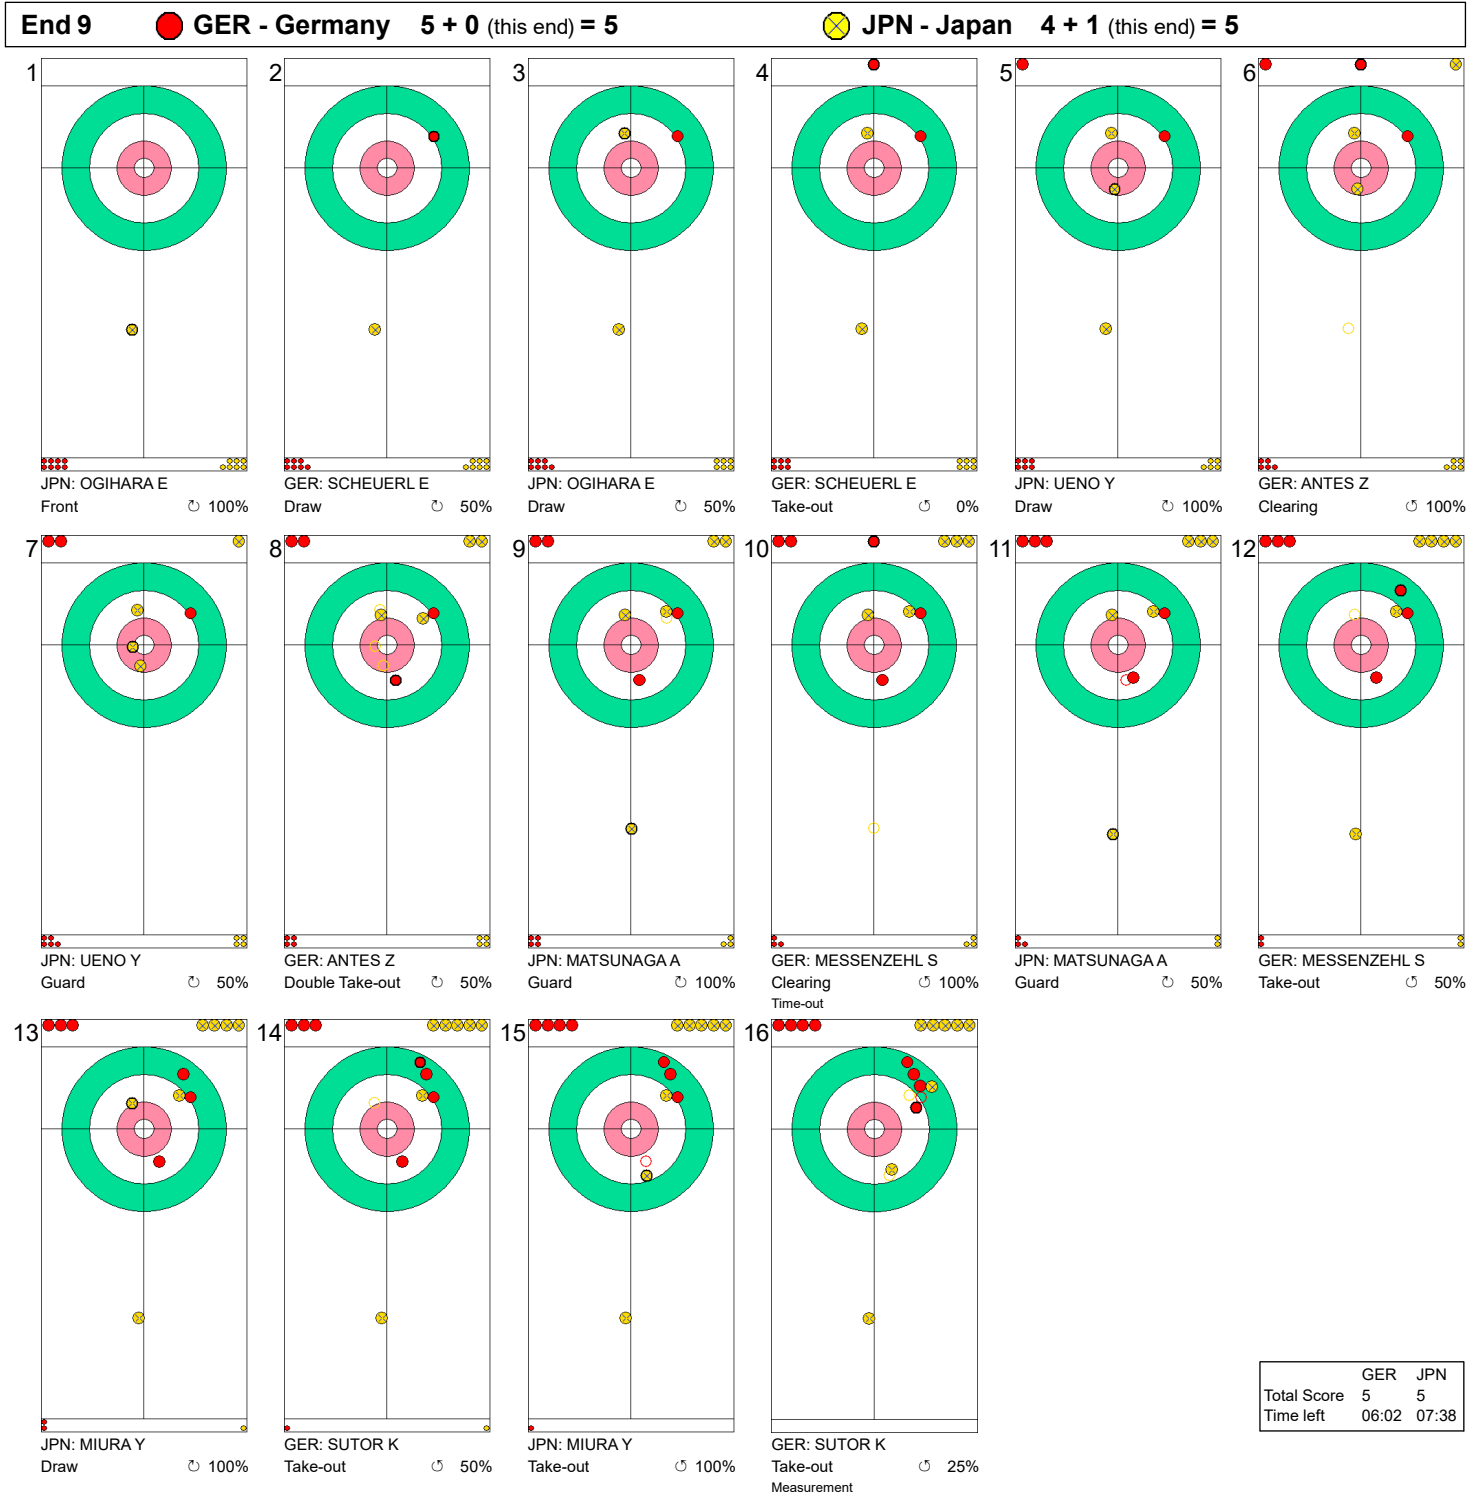 End 9 GER - Germany 5 + 0 (this end) = 5 JPN - Japan 4 + 1 (this end) = 5
1 2 3 4 5 6
JPN: OGIHARA E GER: SCHEUERL E JPN: OGIHARA E GER: SCHEUERL E JPN: UENO Y GER: ANTES Z
Front ↻ 100% Draw ↻ 50% Draw ↻ 50% Take-out ↺ 0% Draw ↻ 100% Clearing ↺ 100%
7 8 9 10 11 12
JPN: UENO Y GER: ANTES Z JPN: MATSUNAGA A GER: MESSENZEHL S JPN: MATSUNAGA A GER: MESSENZEHL S
Guard ↻ 50% Double Take-out ↻ 50% Guard ↻ 100% Clearing ↺ 100% Guard ↺ 50% Take-out ↻ 50%
Time-out
13 14 15 16
GER JPN
Total Score 5 5
Time left 06:02 07:38
JPN: MIURA Y GER: SUTOR K JPN: MIURA Y GER: SUTOR K
Draw ↻ 100% Take-out ↺ 50% Take-out ↺ 100% Take-out ↺ 25%
Measurement